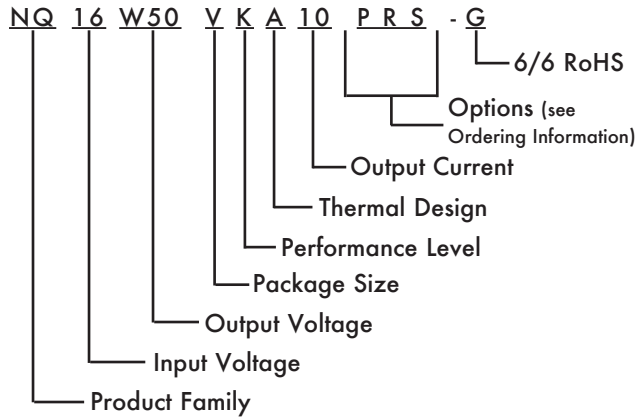 NQ 16 W50 V K A 10 P R S - G
6/6 RoHS
Options (see
Ordering Information)
Output Current
Thermal Design
Performance Level
Package Size
Output Voltage
Input Voltage
Product Family